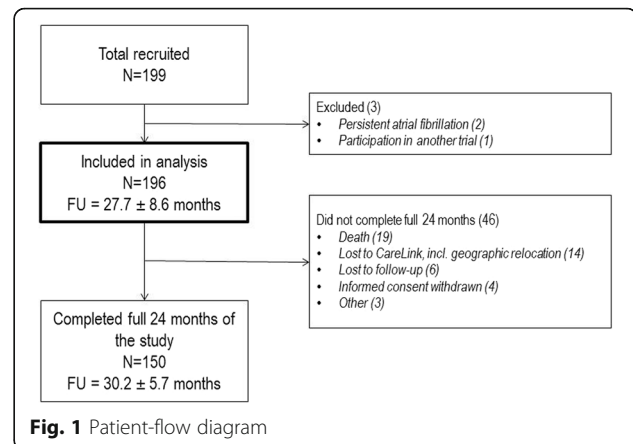 Total recruited
N=199
Excluded (3)
• Persistent atrial fibrillation (2)
• Participation in another trial (1)
Included in analysis
N=196
FU = 27.7 ± 8.6 months
Did not complete full 24 months (46)
• Death (19)
• Lost to CareLink, incl. geographic relocation (14)
• Lost to follow-up (6)
• Informed consent withdrawn (4)
• Other (3)
Completed full 24 months of
the study
N=150
FU = 30.2 ± 5.7 months
Fig. 1 Patient-flow diagram